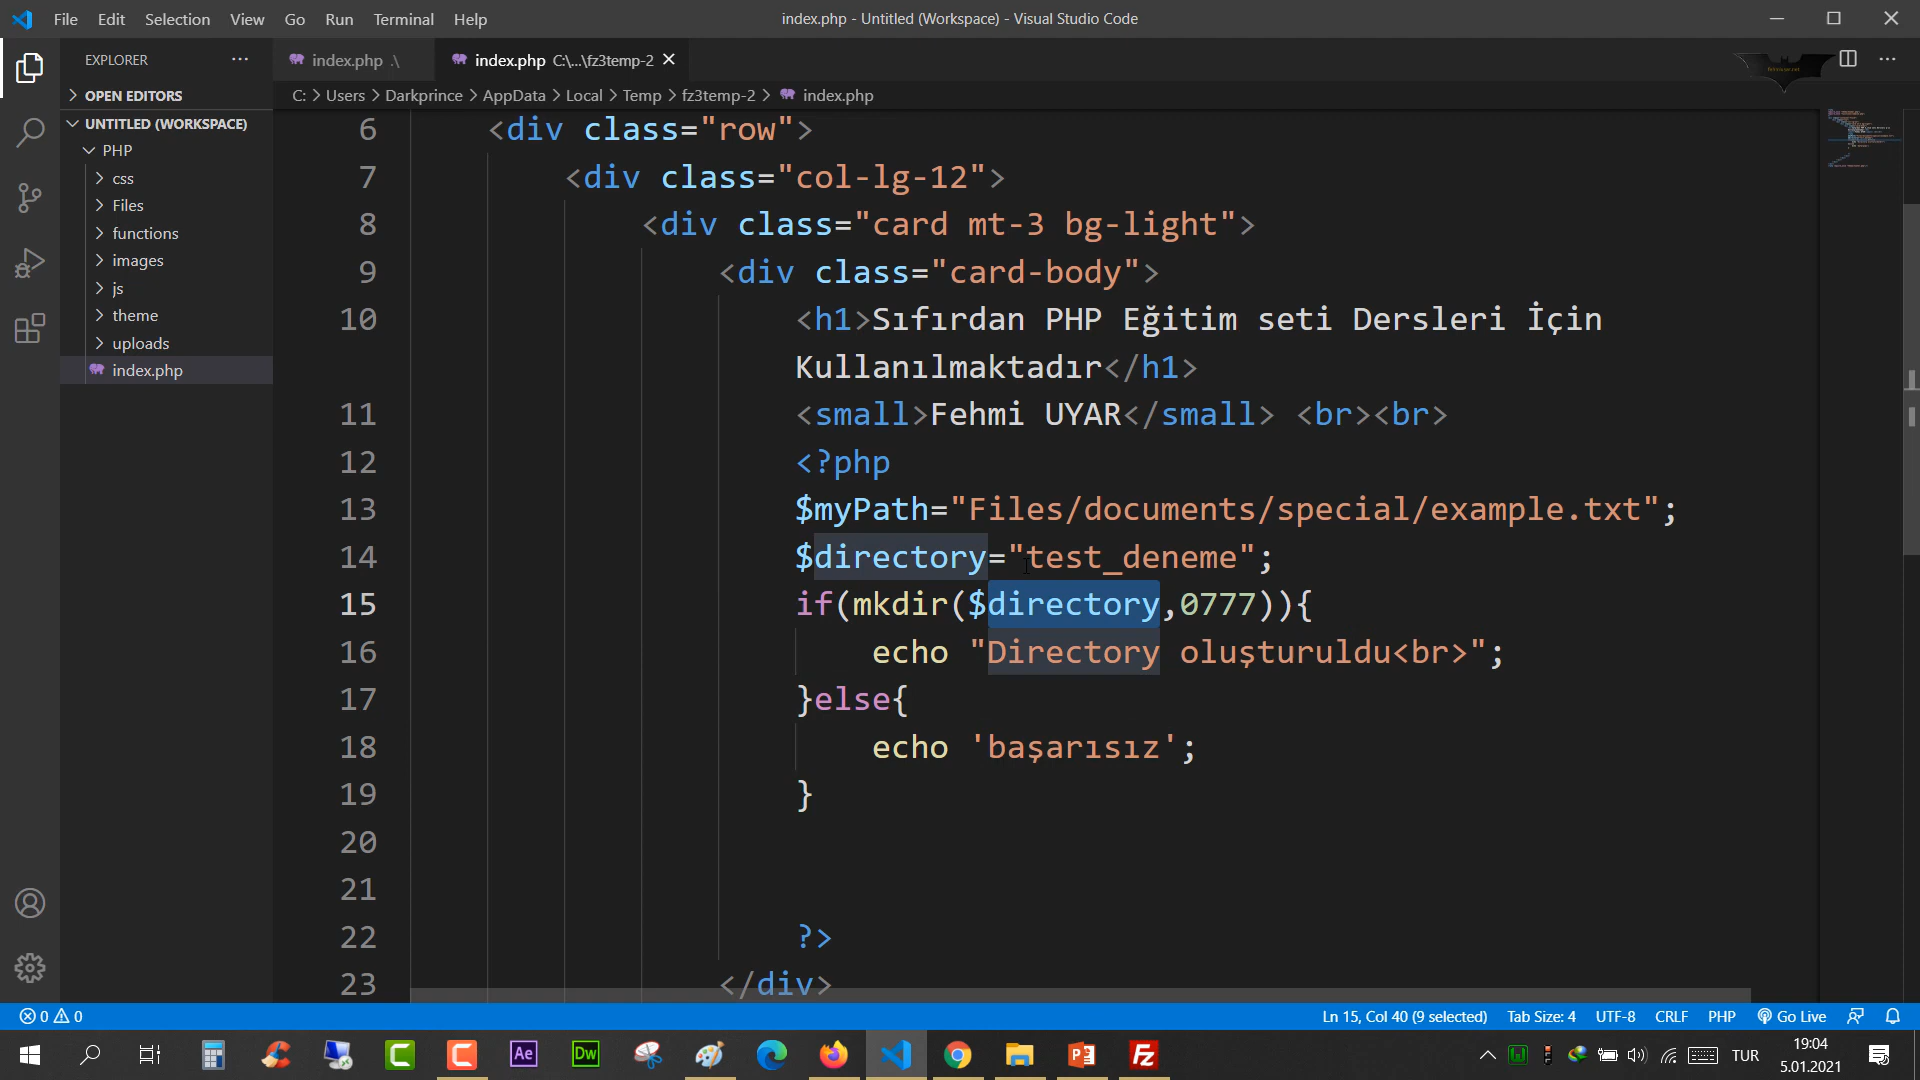 File Edit Selection View Go Run Terminal Help
index.php - Untitled (Workspace) - Visual Studio Code
EXPLORER
index.php .\
index.php C:\...\fz3temp-2
OPEN EDITORS
C: > Users > Darkprince > AppData > Local > Temp > fz3temp-2 > index.php
UNTITLED (WORKSPACE)
PHP
css
Files
functions
images
js
theme
uploads
index.php
6 <div class="row">
7 <div class="col-lg-12">
8 <div class="card mt-3 bg-light">
9 <div class="card-body">
10 <h1>Sıfırdan PHP Eğitim seti Dersleri İçin
Kullanılmaktadır</h1>
11 <small>Fehmi UYAR</small> <br><br>
12 <?php
13 $myPath="Files/documents/special/example.txt";
14 $directory="test_deneme";
15 if(mkdir($directory,0777)){
16 echo "Directory oluşturuldu<br>";
17 }else{
18 echo 'başarısız';
19 }
20
21
22 ?>
23 </div>
0 0
Ln 15, Col 40 (9 selected) Tab Size: 4 UTF-8 CRLF PHP Go Live
Ae Dw Fz
TUR
19:04
5.01.2021